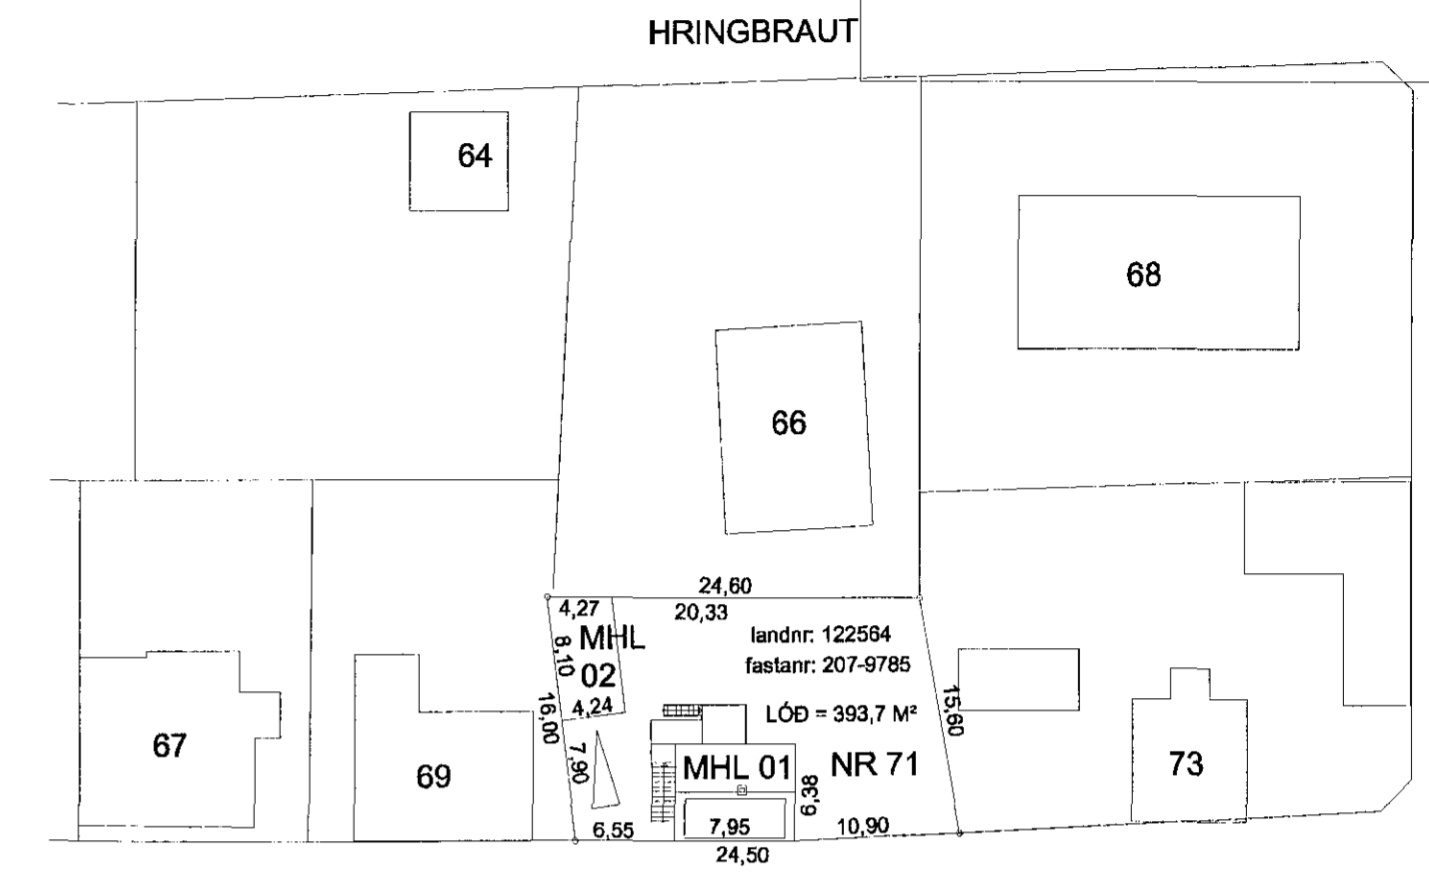 HRINGBRAUT
64
68
66
24,60
4,27
20,33
MHL
02
8,10
landnr: 122564
fastanr: 207-9785
4,24
16,00
LÓÐ = 393,7 M²
15,60
67
69
7,90
MHL 01
NR 71
6,38
73
6,55
7,95
10,90
24,50